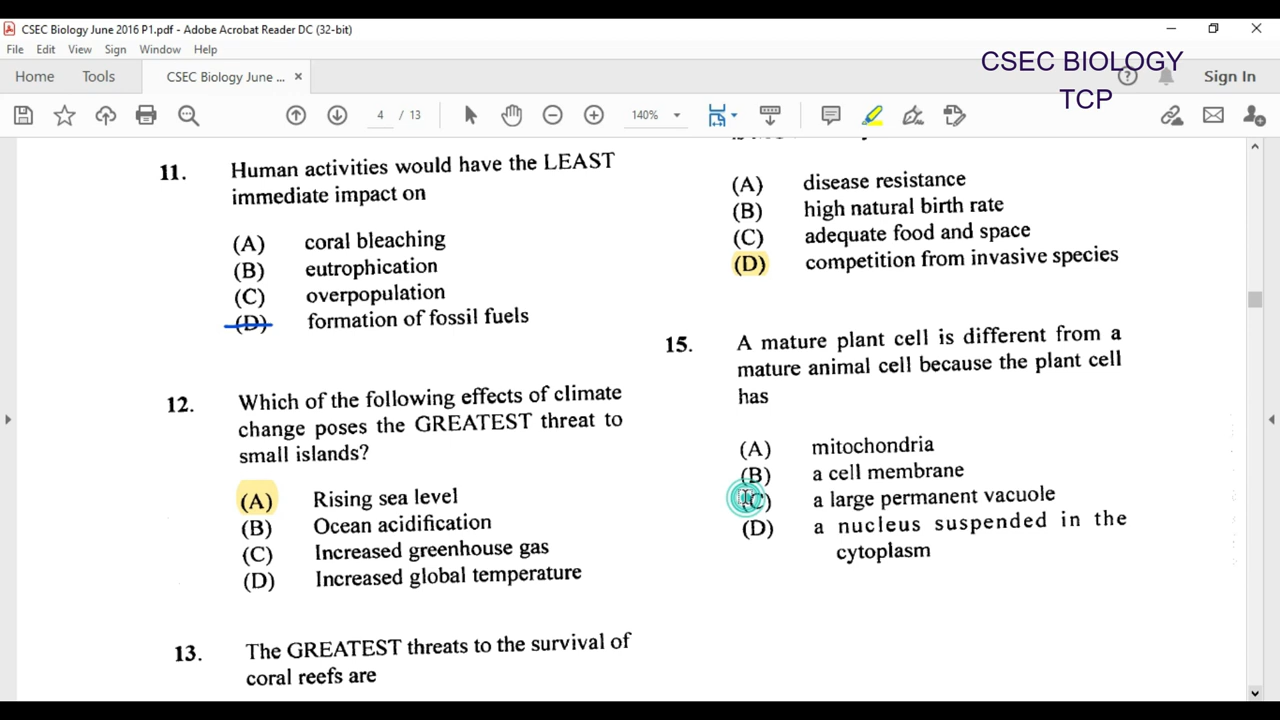 CSEC Biology June 2016 P1.pdf - Adobe Acrobat Reader DC (32-bit)
File Edit View Sign Window Help
CSEC BIOLOGY
TCP
Home Tools CSEC Biology June ... × Sign In
4 / 13 140%
11. Human activities would have the LEAST
immediate impact on
(A) coral bleaching
(B) eutrophication
(C) overpopulation
(D) formation of fossil fuels
12. Which of the following effects of climate
change poses the GREATEST threat to
small islands?
(A) Rising sea level
(B) Ocean acidification
(C) Increased greenhouse gas
(D) Increased global temperature
13. The GREATEST threats to the survival of
coral reefs are
(A) disease resistance
(B) high natural birth rate
(C) adequate food and space
(D) competition from invasive species
15. A mature plant cell is different from a
mature animal cell because the plant cell
has
(A) mitochondria
(B) a cell membrane
(C) a large permanent vacuole
(D) a nucleus suspended in the
cytoplasm